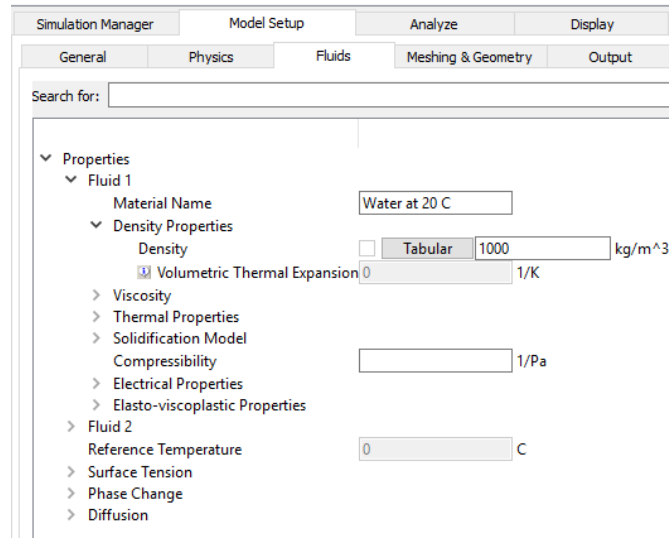 Simulation Manager Model Setup Analyze Display
General Physics Fluids Meshing & Geometry Output
Search for:
Properties
Fluid 1
Material Name Water at 20 C
Density Properties
Density Tabular 1000 kg/m^3
Volumetric Thermal Expansion 0 1/K
Viscosity
Thermal Properties
Solidification Model
Compressibility 1/Pa
Electrical Properties
Elasto-viscoplastic Properties
Fluid 2
Reference Temperature 0 C
Surface Tension
Phase Change
Diffusion